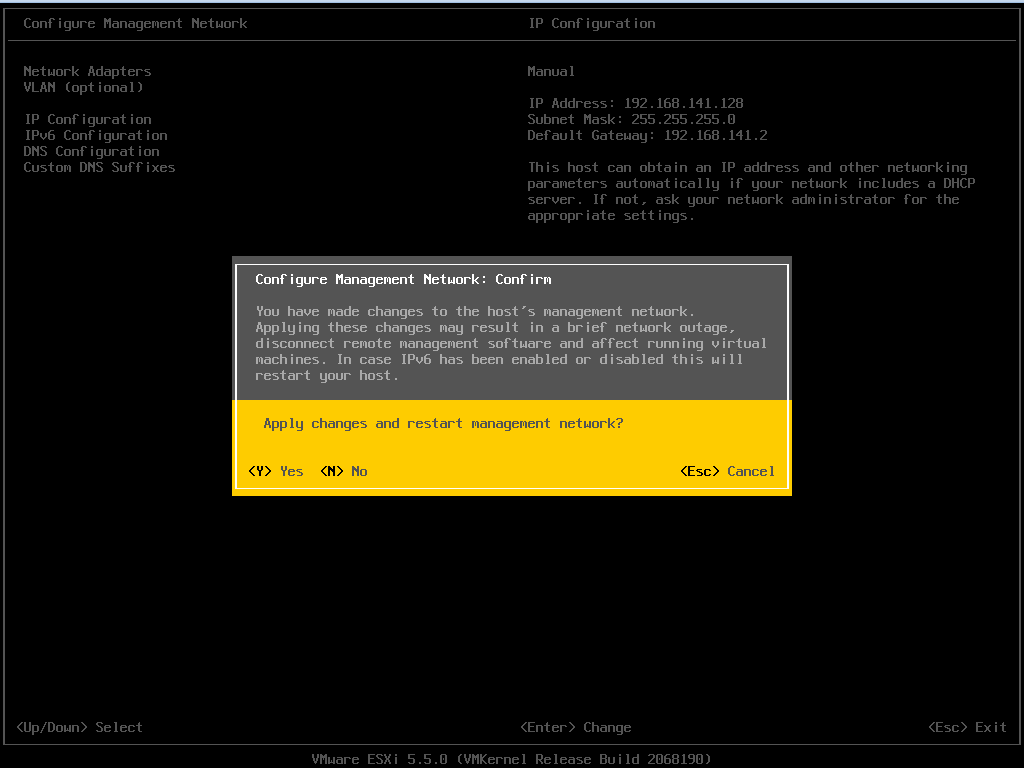 Configure Management Network
IP Configuration
Network Adapters
VLAN (optional)
IP Configuration
IPv6 Configuration
DNS Configuration
Custom DNS Suffixes
Manual
IP Address: 192.168.141.128
Subnet Mask: 255.255.255.0
Default Gateway: 192.168.141.2
This host can obtain an IP address and other networking
parameters automatically if your network includes a DHCP
server. If not, ask your network administrator for the
appropriate settings.
Configure Management Network: Confirm
You have made changes to the host's management network.
Applying these changes may result in a brief network outage,
disconnect remote management software and affect running virtual
machines. In case IPv6 has been enabled or disabled this will
restart your host.
Apply changes and restart management network?
<Y> Yes <N> No
<Esc> Cancel
<Up/Down> Select
<Enter> Change
<Esc> Exit
VMware ESXi 5.5.0 (VMKernel Release Build 2068190)